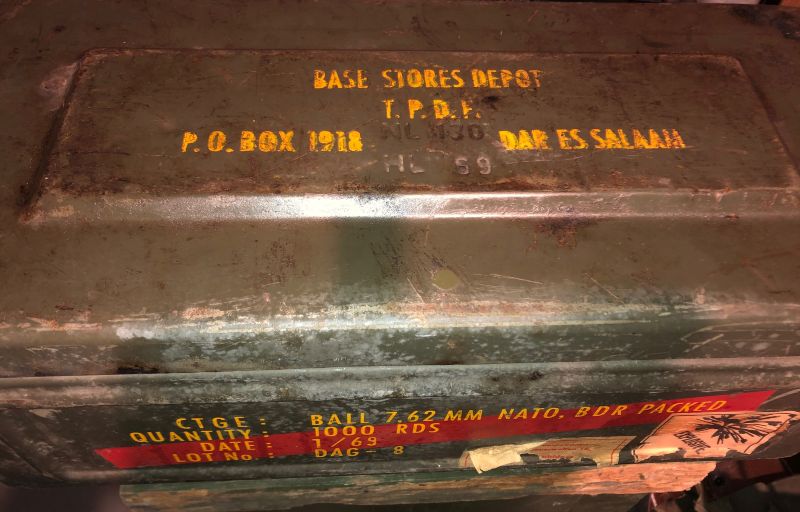 BASE STORES DEPOT
T.P.D.F.
P.O.BOX 1918 DAR ES SALAAM
CTGE : BALL 7.62 MM NATO. BDR PACKED
QUANTITY : 1000 RDS
DATE : 1/69
LOT No : DAG - 8